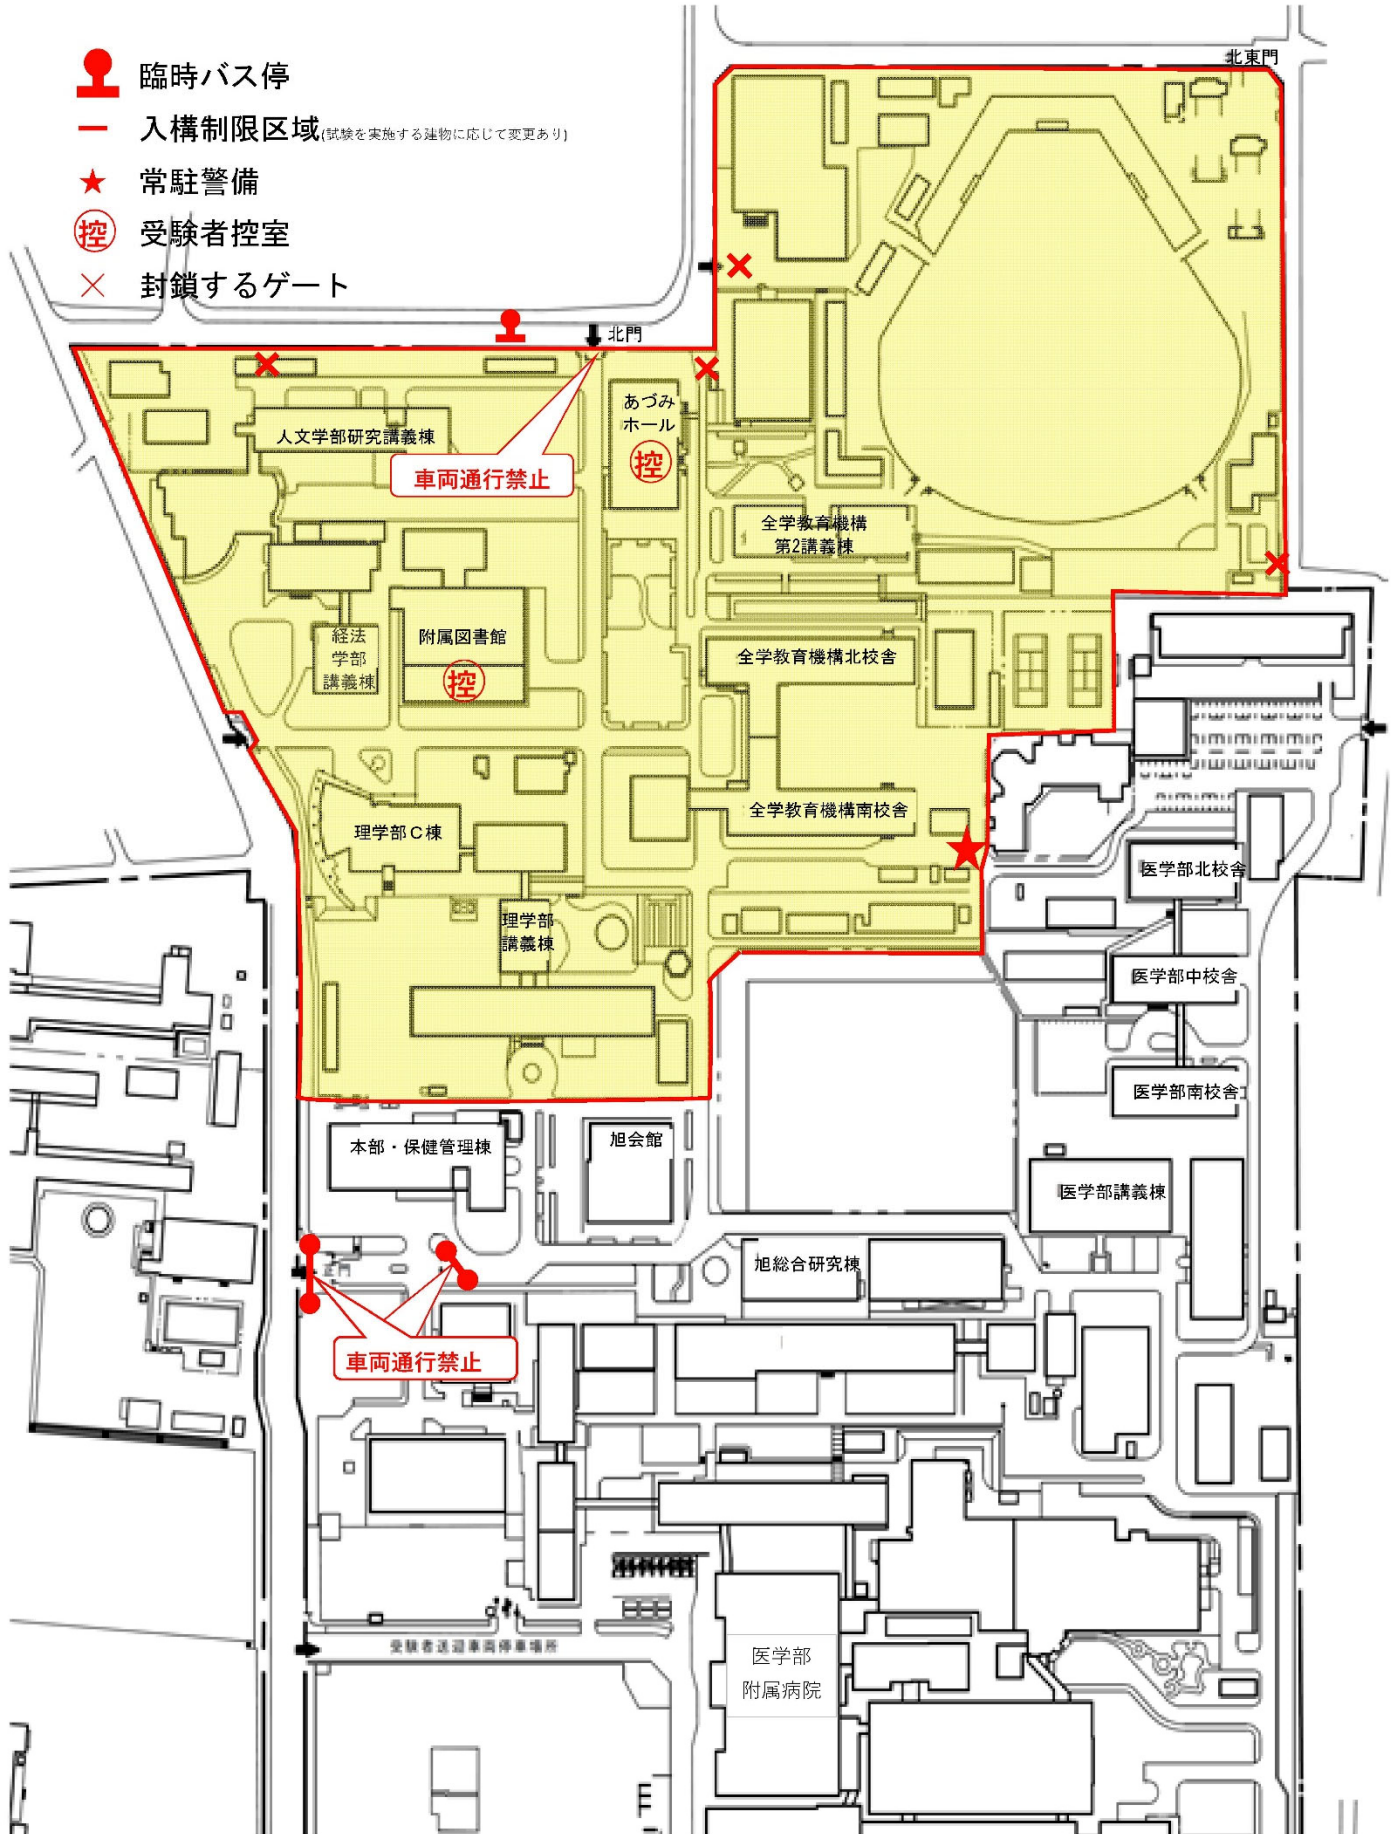 臨時バス停
入構制限区域(試験を実施する建物に応じて変更あり)
常駐警備
控 受験者控室
封鎖するゲート
北東門
北門
あづみ
ホール
控
人文学部研究講義棟
車両通行禁止
全学教育機構
第2講義棟
経法
学部
講義棟
附属図書館
控
全学教育機構北校舎
全学教育機構南校舎
理学部C棟
医学部北校舎
理学部
講義棟
医学部中校舎
医学部南校舎
本部・保健管理棟
旭会館
医学部講義棟
旭総合研究棟
正門
車両通行禁止
受験者送迎車両停車場所
医学部
附属病院